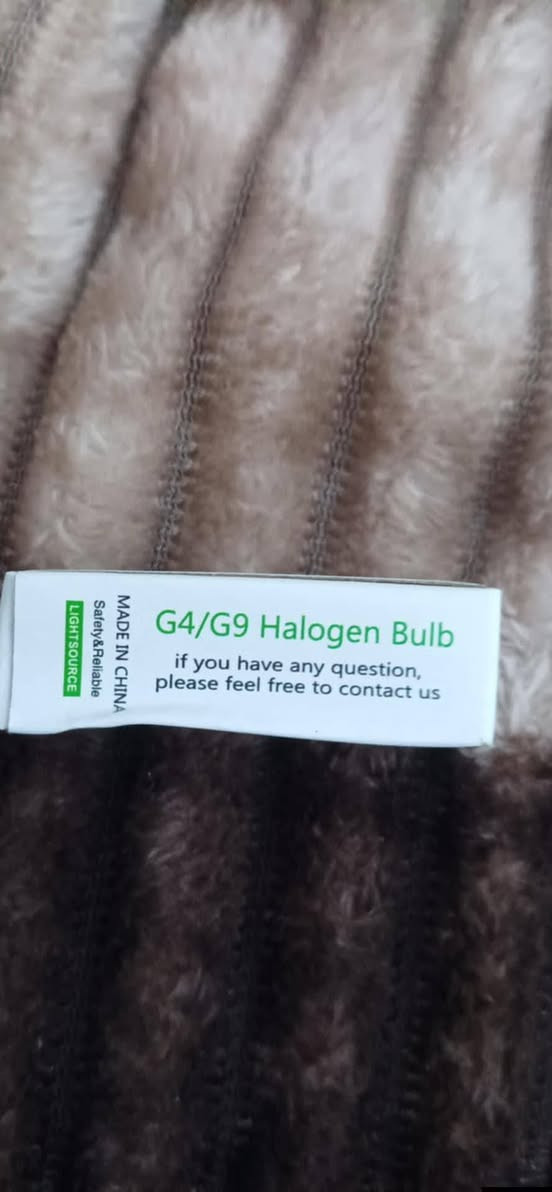 G4/G9 Halogen Bulb
if you have any question,
please feel free to contact us
MADE IN CHINA
Safety&Reliable
LIGHTSOURCE